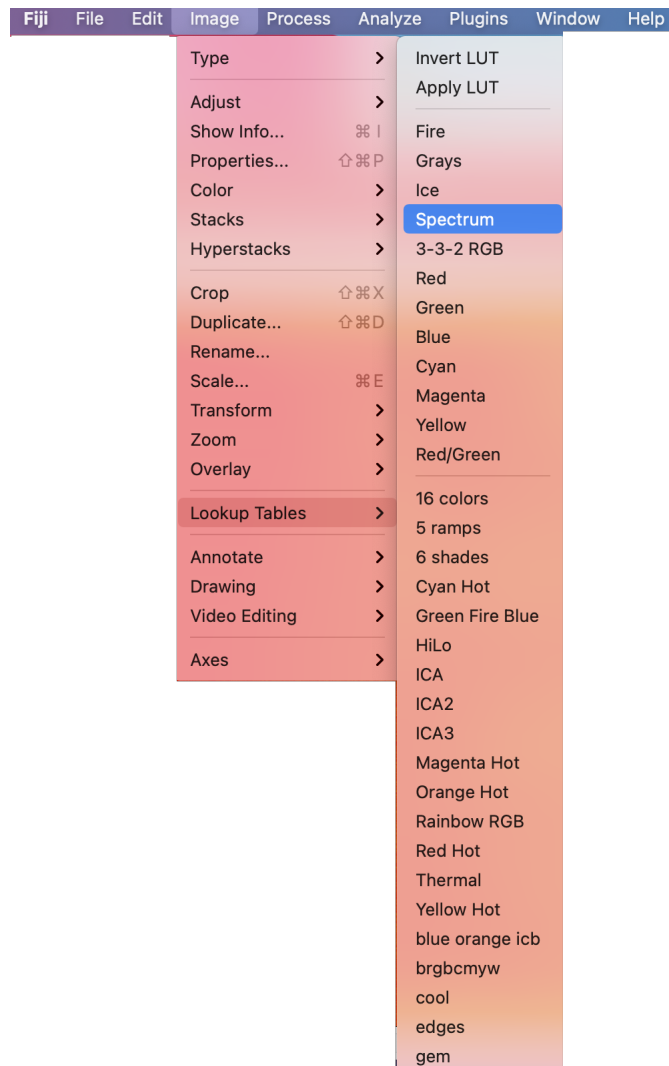 Fiji File Edit Image Process Analyze Plugins Window Help
Type
Adjust
Show Info... ⌘ I
Properties... ⇧⌘P
Color
Stacks
Hyperstacks
Crop ⇧⌘X
Duplicate... ⇧⌘D
Rename...
Scale... ⌘E
Transform
Zoom
Overlay
Lookup Tables
Annotate
Drawing
Video Editing
Axes
Invert LUT
Apply LUT
Fire
Grays
Ice
Spectrum
3-3-2 RGB
Red
Green
Blue
Cyan
Magenta
Yellow
Red/Green
16 colors
5 ramps
6 shades
Cyan Hot
Green Fire Blue
HiLo
ICA
ICA2
ICA3
Magenta Hot
Orange Hot
Rainbow RGB
Red Hot
Thermal
Yellow Hot
blue orange icb
brgbcmyw
cool
edges
gem